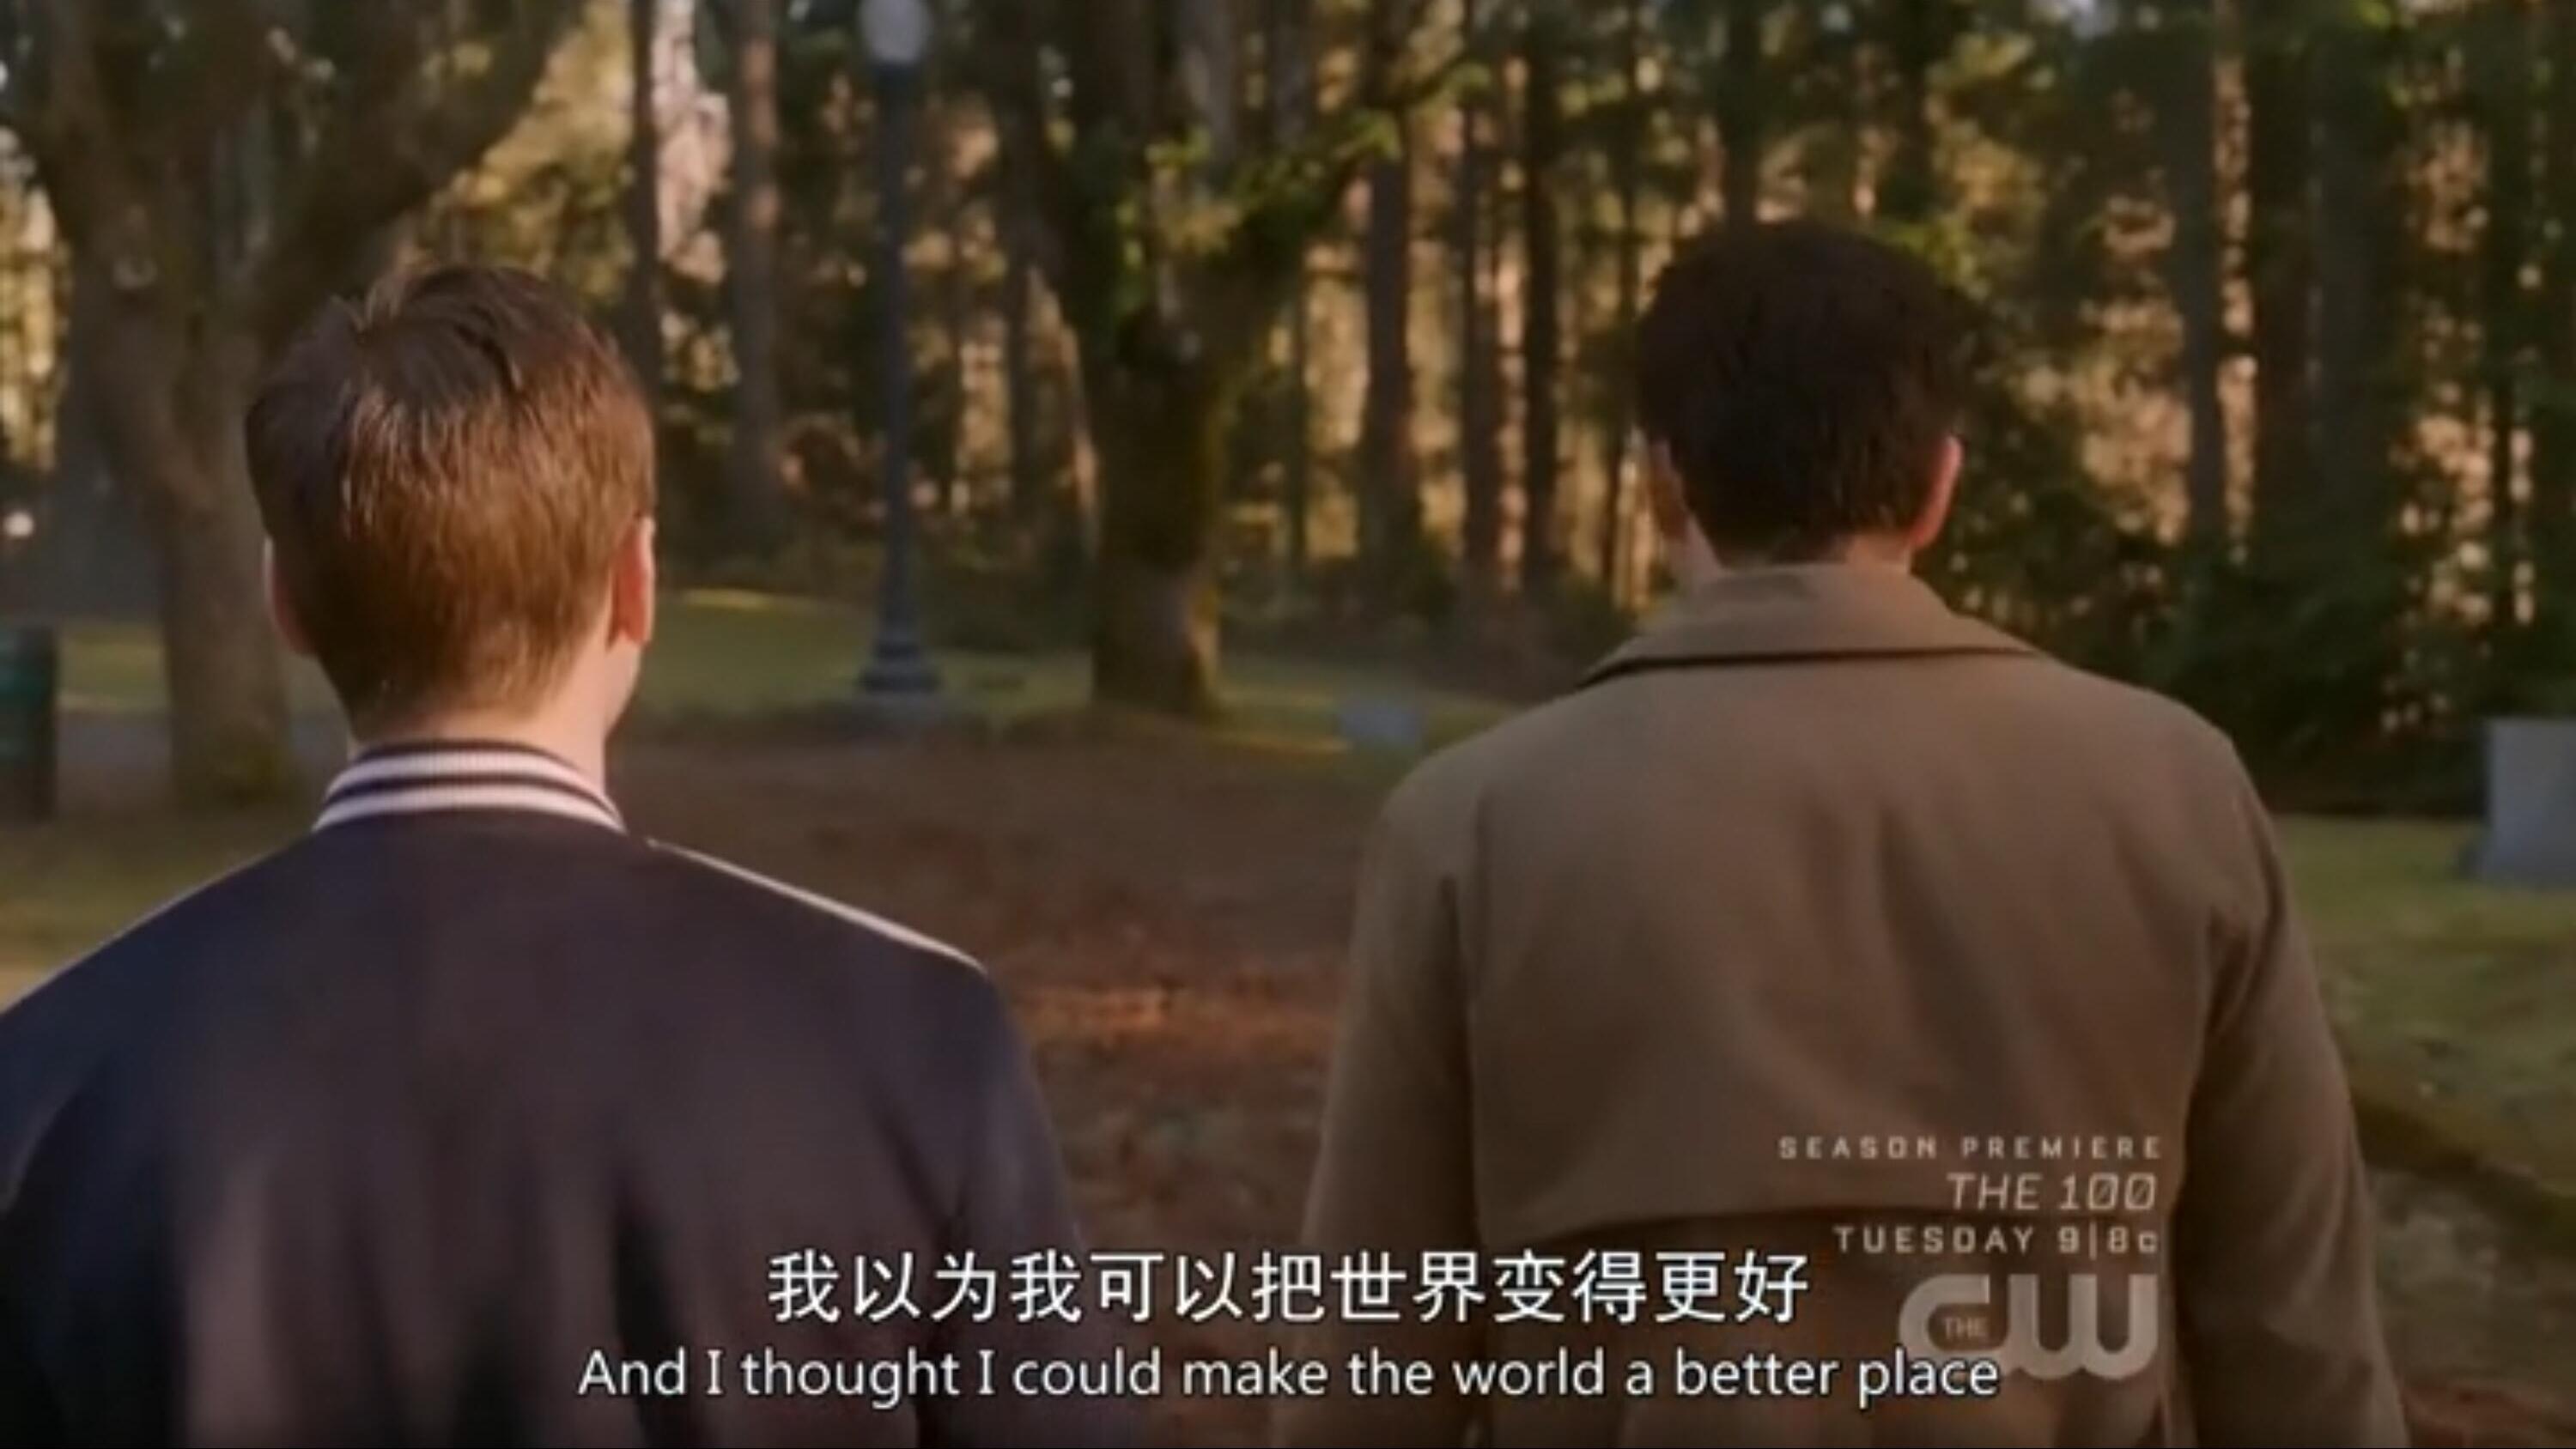 SEASON PREMIERE
THE 100
TUESDAY 9|8c
THE CW
我以为我可以把世界变得更好
And I thought I could make the world a better place